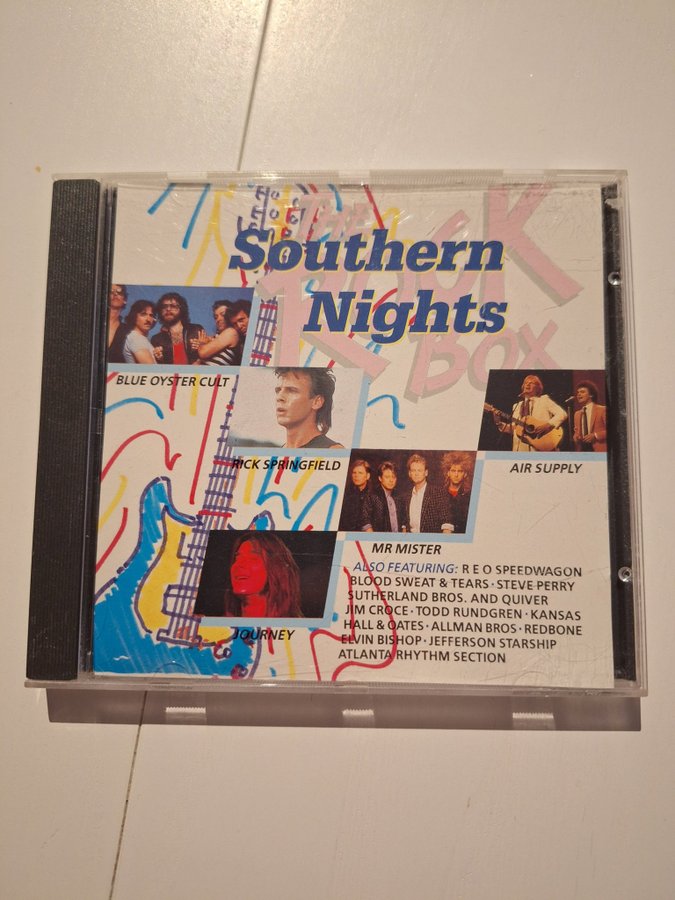 THE
ROCK
BOX
Southern
Nights
BLUE OYSTER CULT
RICK SPRINGFIELD
AIR SUPPLY
MR MISTER
JOURNEY
ALSO FEATURING: R E O SPEEDWAGON
BLOOD SWEAT & TEARS · STEVE PERRY
SUTHERLAND BROS. AND QUIVER
JIM CROCE · TODD RUNDGREN · KANSAS
HALL & OATES · ALLMAN BROS · REDBONE
ELVIN BISHOP · JEFFERSON STARSHIP
ATLANTA RHYTHM SECTION